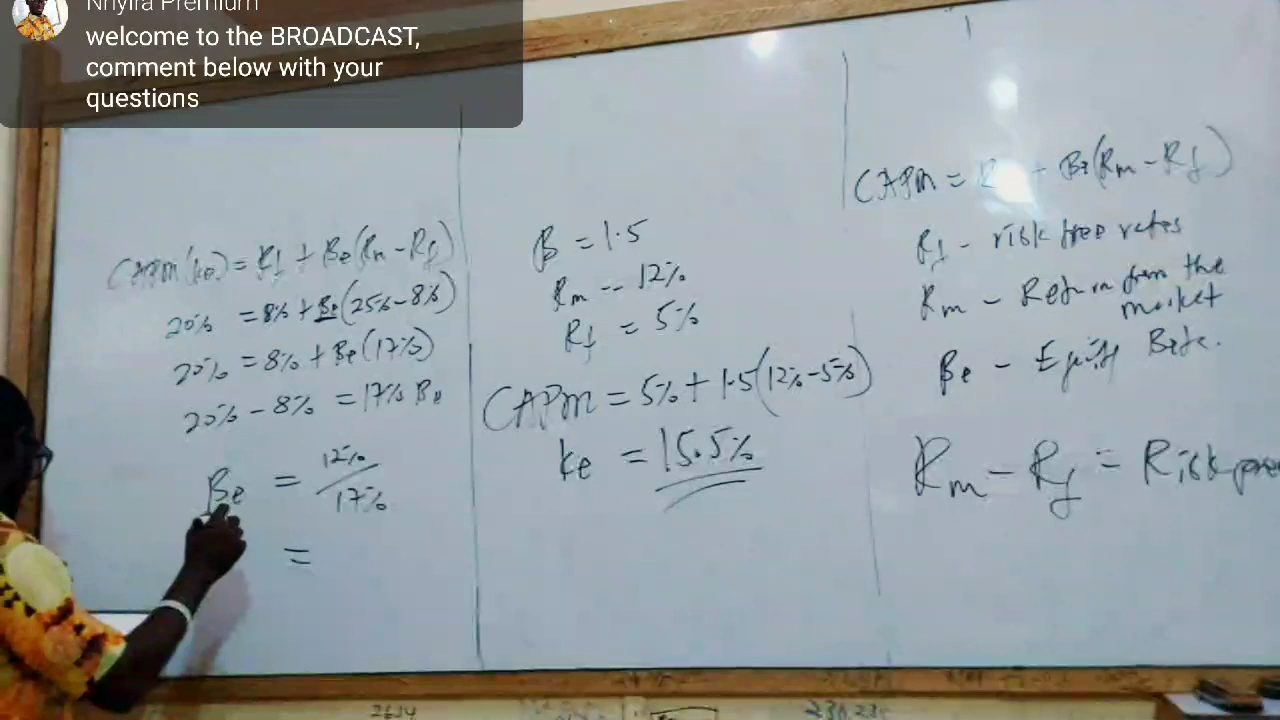 Nhyira Premium
welcome to the BROADCAST,
comment below with your
questions
CAPM(ke) = Rf + Be(Rm - Rf)
20% = 8% + Be(25% - 8%)
20% = 8% + Be(17%)
20% - 8% = 17% Be
Be = 12%/17%
=
β = 1.5
Rm -- 12%
Rf = 5%
CAPM = 5% + 1.5(12% - 5%)
ke = 15.5%
CAPM = R + Be(Rm - Rf)
Rf - risk free rates
Rm - Return from the
market
Be - Equity Beta.
Rm - Rf = Risk